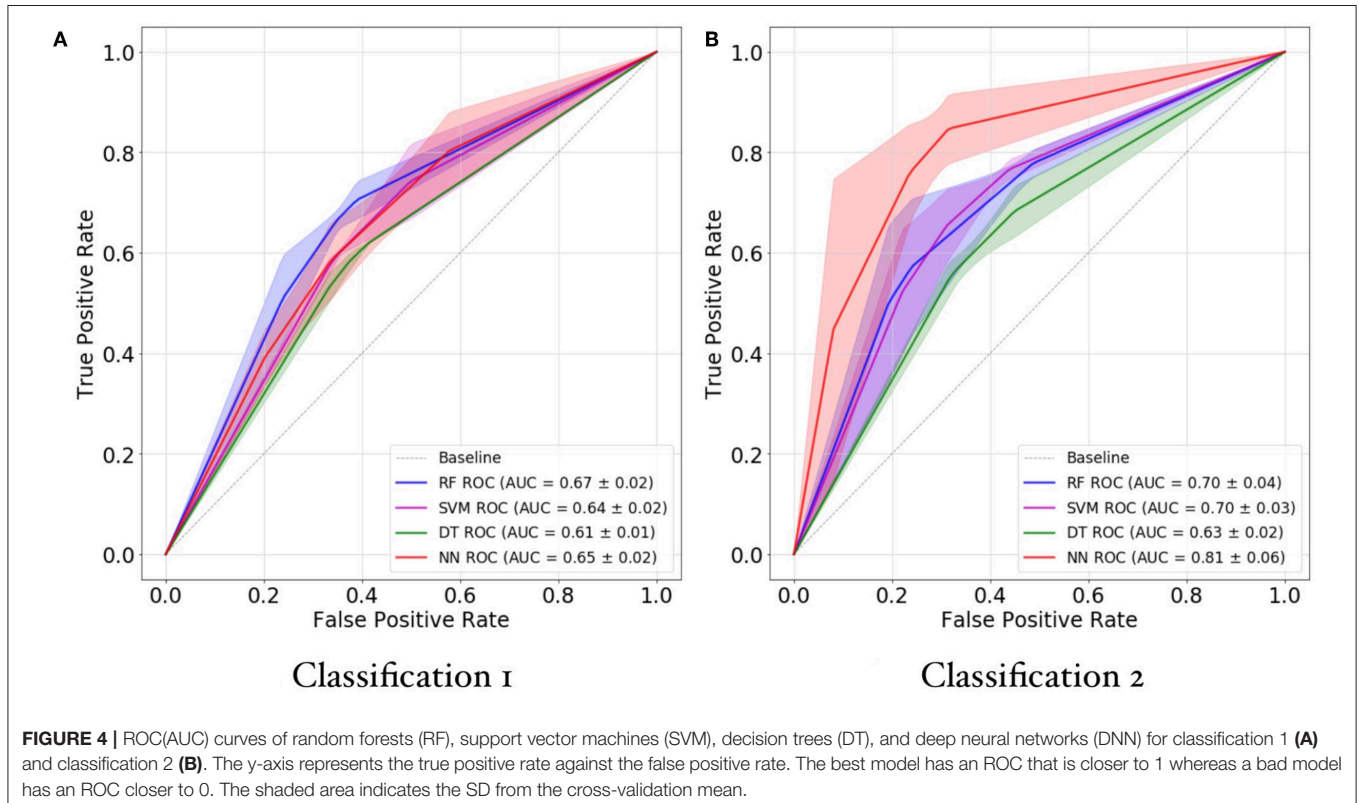 A
True Positive Rate
1.0
0.8
0.6
0.4
0.2
0.0
Baseline
RF ROC (AUC = 0.67 ± 0.02)
SVM ROC (AUC = 0.64 ± 0.02)
DT ROC (AUC = 0.61 ± 0.01)
NN ROC (AUC = 0.65 ± 0.02)
0.0 0.2 0.4 0.6 0.8 1.0
False Positive Rate
Classification 1
B
True Positive Rate
1.0
0.8
0.6
0.4
0.2
0.0
Baseline
RF ROC (AUC = 0.70 ± 0.04)
SVM ROC (AUC = 0.70 ± 0.03)
DT ROC (AUC = 0.63 ± 0.02)
NN ROC (AUC = 0.81 ± 0.06)
0.0 0.2 0.4 0.6 0.8 1.0
False Positive Rate
Classification 2
FIGURE 4 | ROC(AUC) curves of random forests (RF), support vector machines (SVM), decision trees (DT), and deep neural networks (DNN) for classification 1 (A)
and classification 2 (B). The y-axis represents the true positive rate against the false positive rate. The best model has an ROC that is closer to 1 whereas a bad model
has an ROC closer to 0. The shaded area indicates the SD from the cross-validation mean.